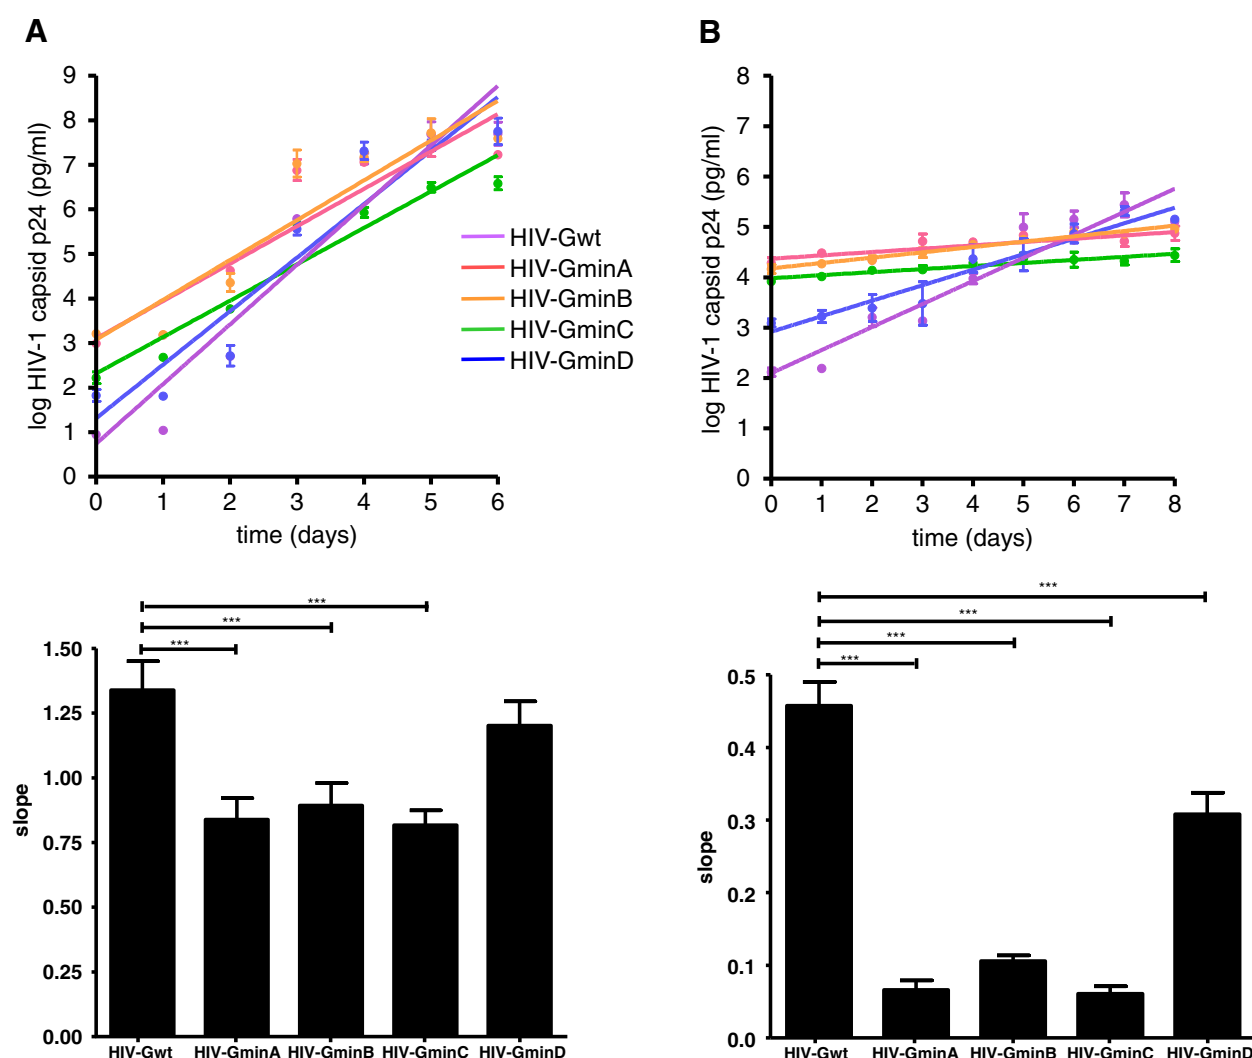 A
log HIV-1 capsid p24 (pg/ml)
9
8
7
6
5
4
3
2
1
0
0 1 2 3 4 5 6
time (days)
HIV-Gwt
HIV-GminA
HIV-GminB
HIV-GminC
HIV-GminD
B
log HIV-1 capsid p24 (pg/ml)
8
7
6
5
4
3
2
1
0
0 1 2 3 4 5 6 7 8
time (days)
***
***
***
slope
1.50
1.25
1.00
0.75
0.50
0.25
0.00
HIV-Gwt HIV-GminA HIV-GminB HIV-GminC HIV-GminD
***
***
***
***
slope
0.5
0.4
0.3
0.2
0.1
0.0
HIV-Gwt HIV-GminA HIV-GminB HIV-GminC HIV-GminD